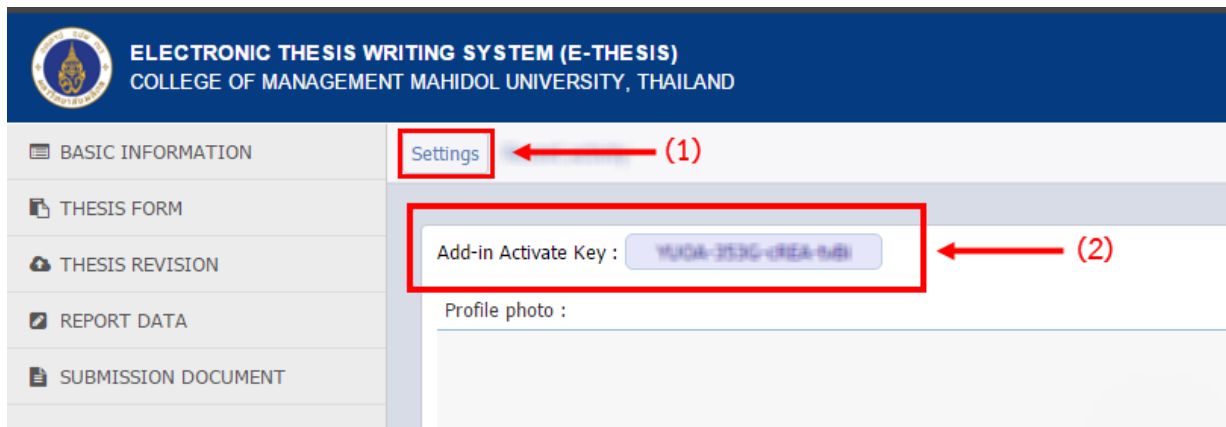 ELECTRONIC THESIS WRITING SYSTEM (E-THESIS)
COLLEGE OF MANAGEMENT MAHIDOL UNIVERSITY, THAILAND
BASIC INFORMATION
Settings
(1)
THESIS FORM
THESIS REVISION
Add-in Activate Key :
(2)
REPORT DATA
Profile photo :
SUBMISSION DOCUMENT